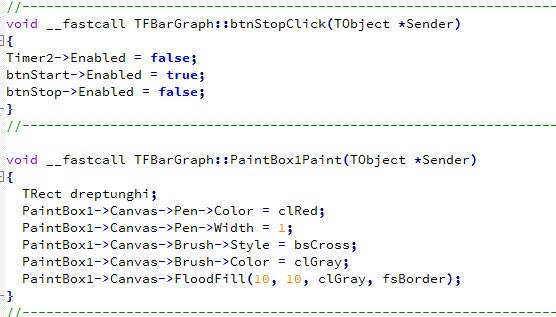 //----------------------------------------------------------------------
void __fastcall TFBarGraph::btnStopClick(TObject *Sender)
{
Timer2->Enabled = false;
btnStart->Enabled = true;
btnStop->Enabled = false;
}
//----------------------------------------------------------------------
void __fastcall TFBarGraph::PaintBox1Paint(TObject *Sender)
{
  TRect dreptunghi;
  PaintBox1->Canvas->Pen->Color = clRed;
  PaintBox1->Canvas->Pen->Width = 1;
  PaintBox1->Canvas->Brush->Style = bsCross;
  PaintBox1->Canvas->Brush->Color = clGray;
  PaintBox1->Canvas->FloodFill(10, 10, clGray, fsBorder);
}
//----------------------------------------------------------------------